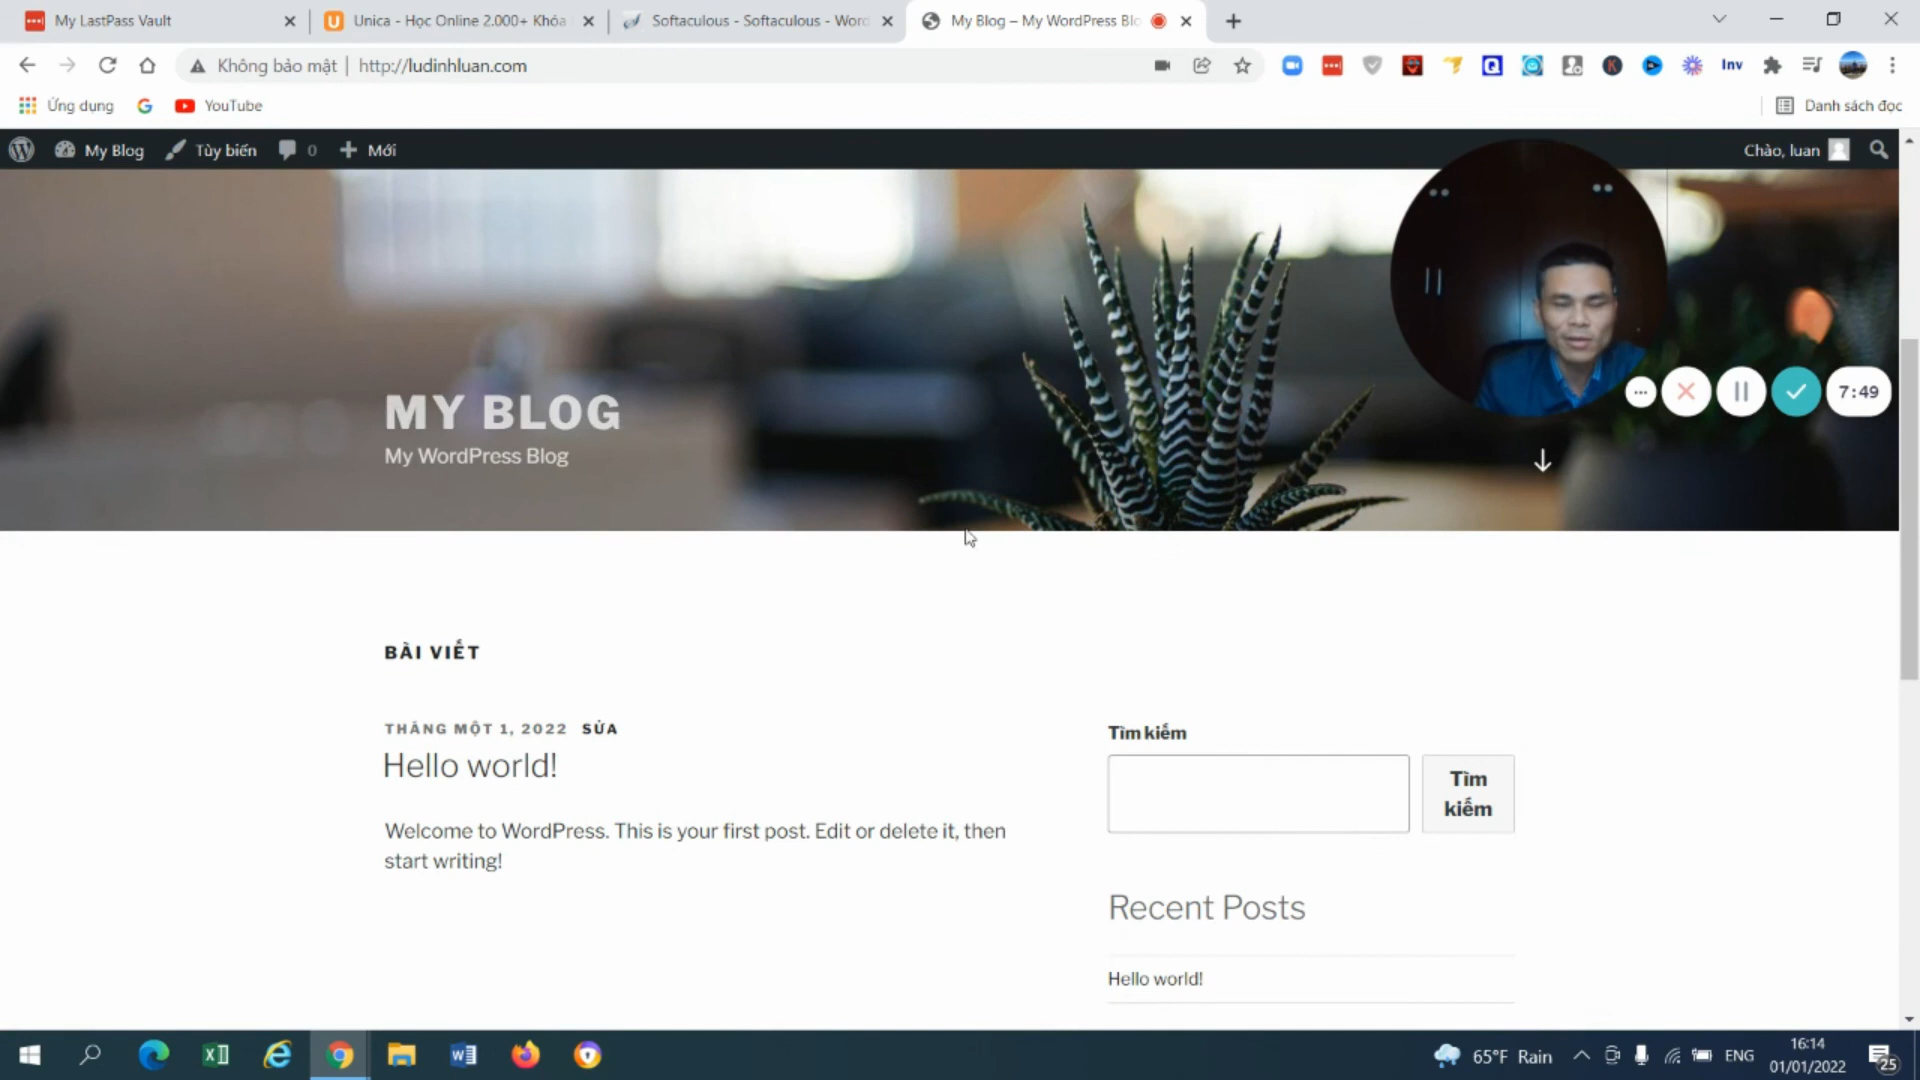 My LastPass Vault
Unica - Học Online 2.000+ Khóa
Softaculous - Softaculous - Word
My Blog – My WordPress Blo
Không bảo mật | http://ludinhluan.com
Inv
Ứng dụng
YouTube
Danh sách đọc
My Blog
Tùy biến
0
Mới
Chào, luan
7:49
MY BLOG
My WordPress Blog
BÀI VIẾT
THÁNG MỘT 1, 2022 SỬA
Hello world!
Welcome to WordPress. This is your first post. Edit or delete it, then
start writing!
Tìm kiếm
Tìm
kiếm
Recent Posts
Hello world!
65°F Rain
ENG
16:14
01/01/2022
25